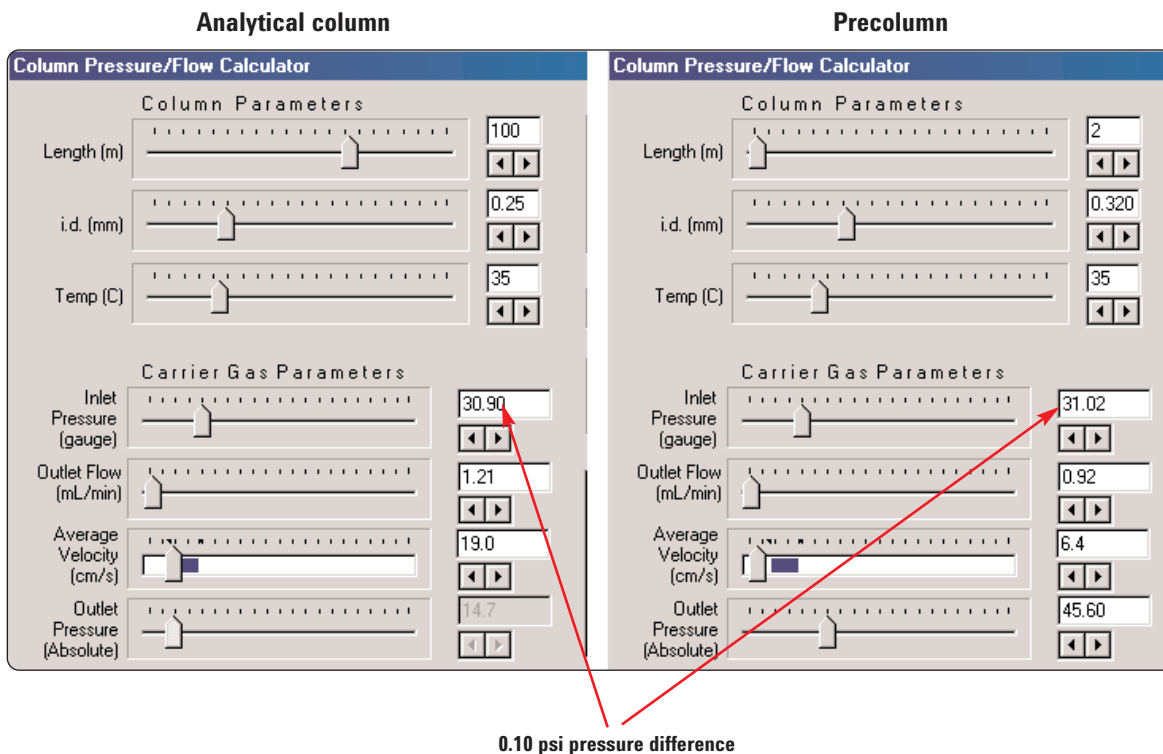 Analytical column
Precolumn
Column Pressure/Flow Calculator
Column Parameters
Length (m)
100
i.d. (mm)
0.25
Temp (C)
35
Carrier Gas Parameters
Inlet
Pressure
(gauge)
30.90
Outlet Flow
(mL/min)
1.21
Average
Velocity
(cm/s)
19.0
Outlet
Pressure
(Absolute)
14.7
Column Pressure/Flow Calculator
Column Parameters
Length (m)
2
i.d. (mm)
0.320
Temp (C)
35
Carrier Gas Parameters
Inlet
Pressure
(gauge)
31.02
Outlet Flow
(mL/min)
0.92
Average
Velocity
(cm/s)
6.4
Outlet
Pressure
(Absolute)
45.60
0.10 psi pressure difference